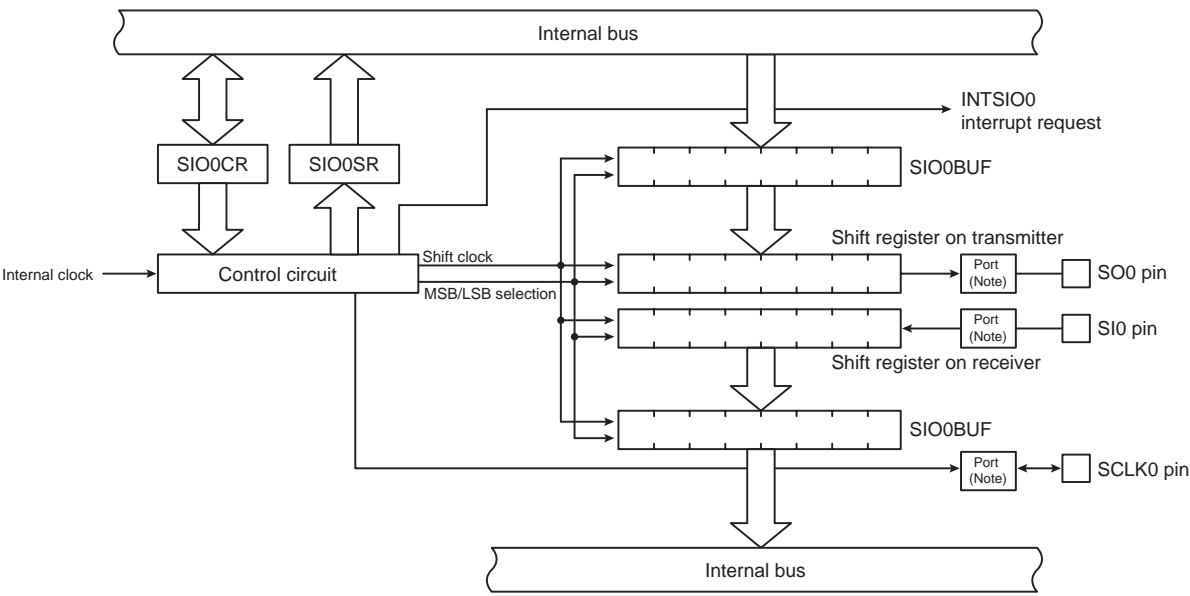 Internal bus
INTSIO0
interrupt request
SIO0CR
SIO0SR
SIO0BUF
Shift register on transmitter
Internal clock
Control circuit
Shift clock
MSB/LSB selection
Port
(Note)
SO0 pin
Port
(Note)
SI0 pin
Shift register on receiver
SIO0BUF
Port
(Note)
SCLK0 pin
Internal bus